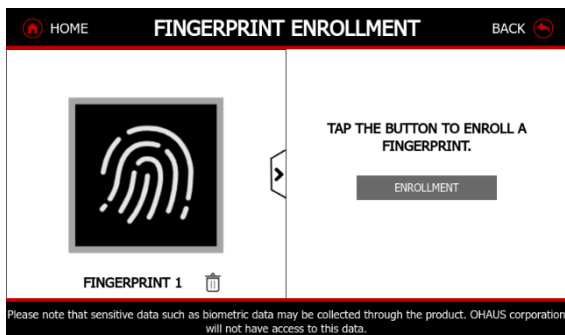 HOME
FINGERPRINT ENROLLMENT
BACK
TAP THE BUTTON TO ENROLL A
FINGERPRINT.
ENROLLMENT
FINGERPRINT 1
Please note that sensitive data such as biometric data may be collected through the product. OHAUS corporation
will not have access to this data.